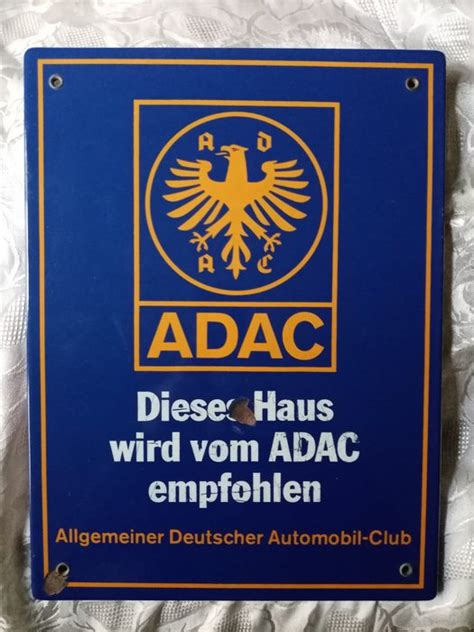 A D
A C
ADAC
Dieses Haus
wird vom ADAC
empfohlen
Allgemeiner Deutscher Automobil-Club